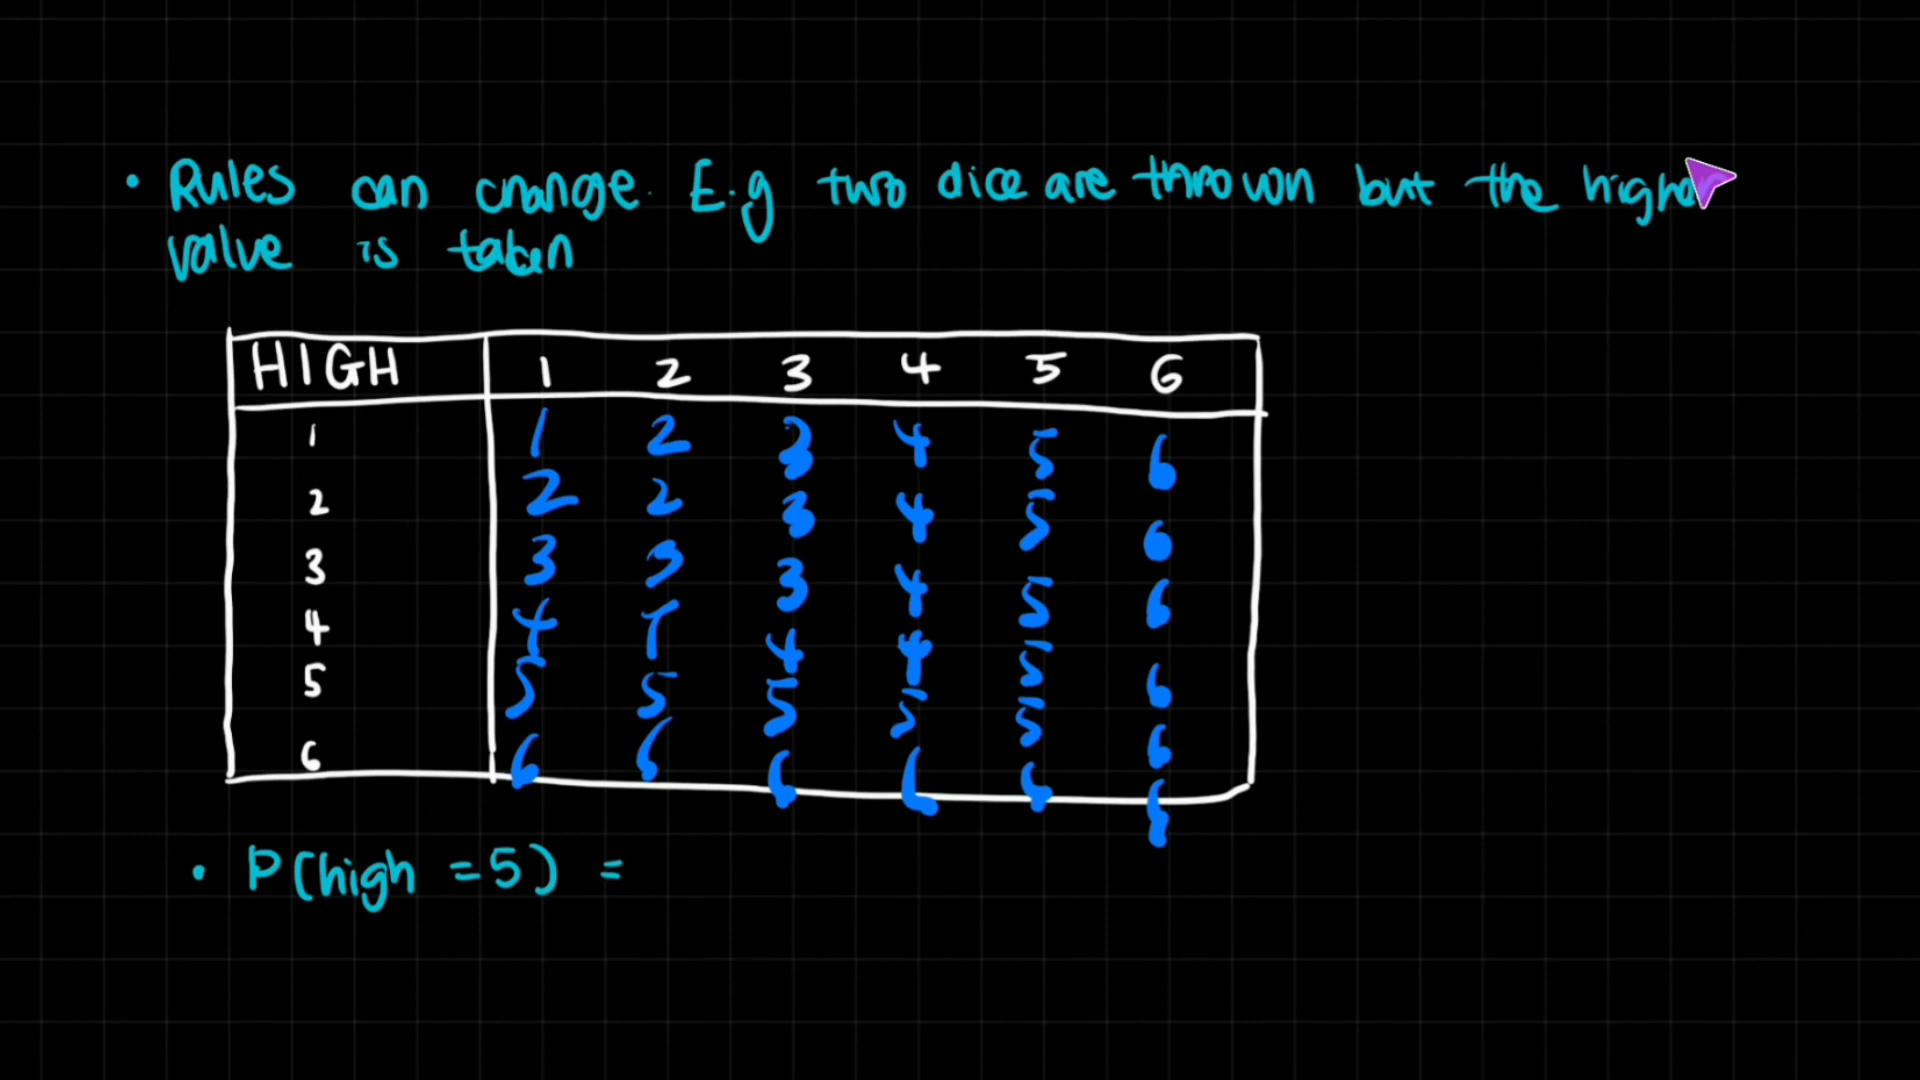 • Rules can change. E.g two dice are thrown but the highe
value is taken
HIGH 1 2 3 4 5 6
1 1 2 3 4 5 6
2 2 2 3 4 5 6
3 3 3 3 4 5 6
4 4 4 4 4 5 6
5 5 5 5 5 5 6
6 6 6 6 6 6 6
• P(high =5) =